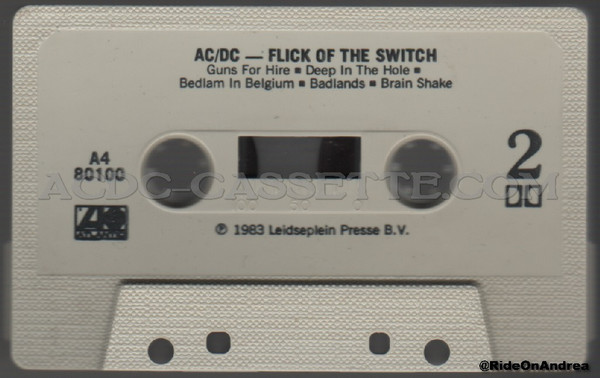 AC/DC — FLICK OF THE SWITCH
Guns For Hire ■ Deep In The Hole ■
Bedlam In Belgium ■ Badlands ■ Brain Shake
A4
80100
2
ACDC-CASSETTE.COM
ATLANTIC
℗ 1983 Leidseplein Presse B.V.
@RideOnAndrea